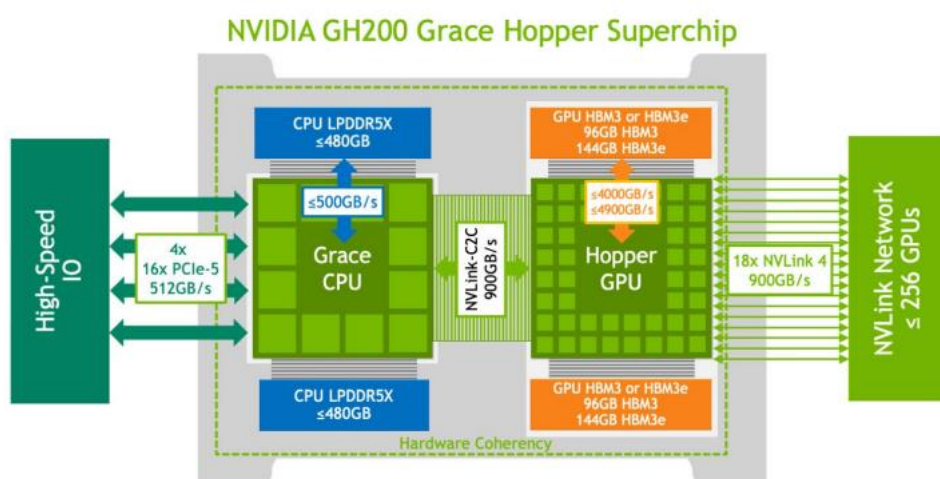 NVIDIA GH200 Grace Hopper Superchip
High-Speed
IO
4x
16x PCIe-5
512GB/s
CPU LPDDR5X
≤480GB
≤500GB/s
Grace
CPU
CPU LPDDR5X
≤480GB
NVLink-C2C
900GB/s
GPU HBM3 or HBM3e
96GB HBM3
144GB HBM3e
≤4000GB/s
≤4900GB/s
Hopper
GPU
GPU HBM3 or HBM3e
96GB HBM3
144GB HBM3e
18x NVLink 4
900GB/s
NVLink Network
≤ 256 GPUs
Hardware Coherency